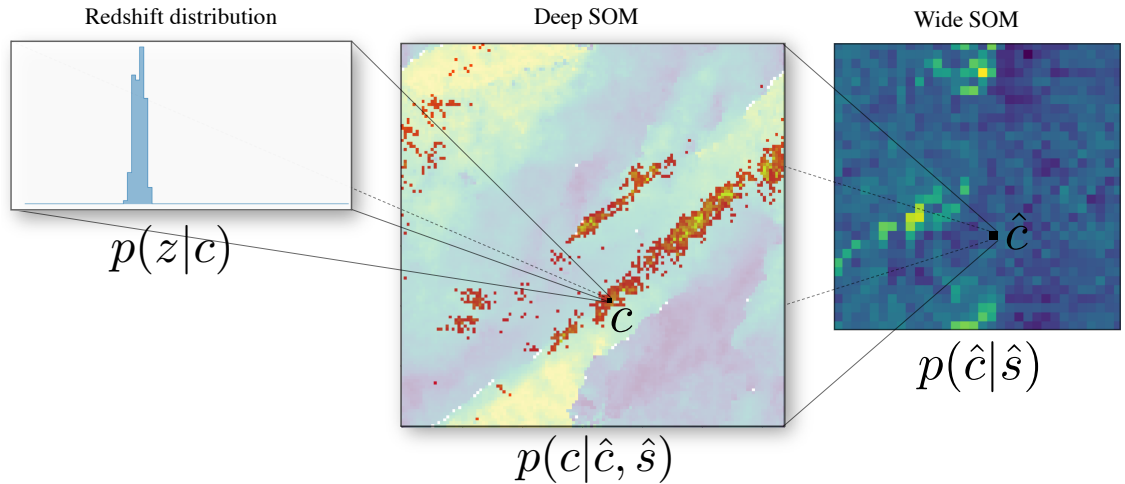 Redshift distribution
Deep SOM
Wide SOM
p(z|c)
c
ĉ
p(ĉ|ŝ)
p(c|ĉ, ŝ)